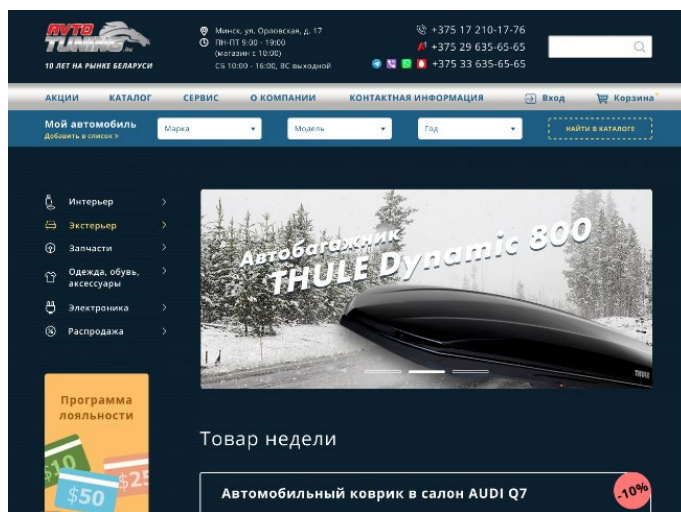 AVTO
TUNING.by
10 ЛЕТ НА РЫНКЕ БЕЛАРУСИ
Минск, ул. Орловская, д. 17
ПН-ПТ 9:00 - 19:00
(магазин с 10:00)
СБ 10:00 - 16:00, ВС выходной
+375 17 210-17-76
+375 29 635-65-65
+375 33 635-65-65
АКЦИИ КАТАЛОГ СЕРВИС О КОМПАНИИ КОНТАКТНАЯ ИНФОРМАЦИЯ Вход Корзина
Мой автомобиль
Добавить в список »
Марка Модель Год НАЙТИ В КАТАЛОГЕ
Интерьер
Экстерьер
Запчасти
Одежда, обувь,
аксессуары
Электроника
Распродажа
Автобагажник
THULE Dynamic 800
THULE
Программа
лояльности
$10
$25
$50
Товар недели
Автомобильный коврик в салон AUDI Q7
-10%